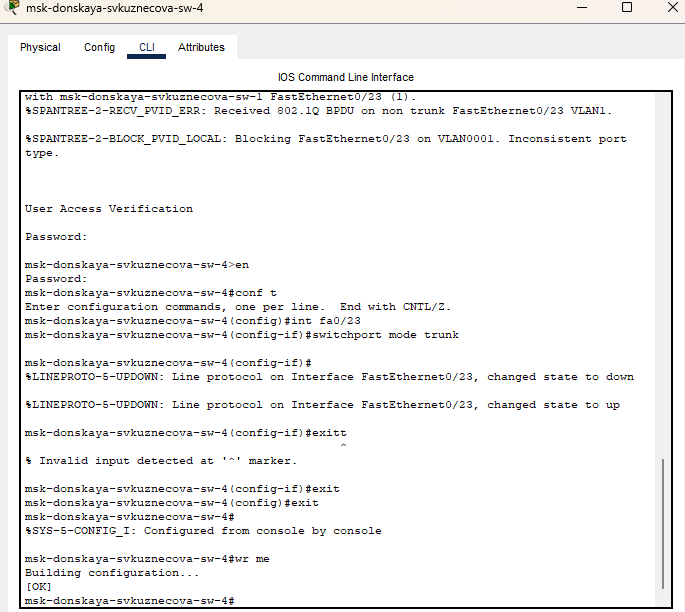 msk-donskaya-svkuznecova-sw-4
Physical Config CLI Attributes
IOS Command Line Interface
with msk-donskaya-svkuznecova-sw-1 FastEthernet0/23 (1).
%SPANTREE-2-RECV_PVID_ERR: Received 802.1Q BPDU on non trunk FastEthernet0/23 VLAN1.
%SPANTREE-2-BLOCK_PVID_LOCAL: Blocking FastEthernet0/23 on VLAN0001. Inconsistent port
type.
User Access Verification
Password:
msk-donskaya-svkuznecova-sw-4>en
Password:
msk-donskaya-svkuznecova-sw-4#conf t
Enter configuration commands, one per line.  End with CNTL/Z.
msk-donskaya-svkuznecova-sw-4(config)#int fa0/23
msk-donskaya-svkuznecova-sw-4(config-if)#switchport mode trunk
msk-donskaya-svkuznecova-sw-4(config-if)#
%LINEPROTO-5-UPDOWN: Line protocol on Interface FastEthernet0/23, changed state to down
%LINEPROTO-5-UPDOWN: Line protocol on Interface FastEthernet0/23, changed state to up
msk-donskaya-svkuznecova-sw-4(config-if)#exitt
^
% Invalid input detected at '^' marker.
msk-donskaya-svkuznecova-sw-4(config-if)#exit
msk-donskaya-svkuznecova-sw-4(config)#exit
msk-donskaya-svkuznecova-sw-4#
%SYS-5-CONFIG_I: Configured from console by console
msk-donskaya-svkuznecova-sw-4#wr me
Building configuration...
[OK]
msk-donskaya-svkuznecova-sw-4#